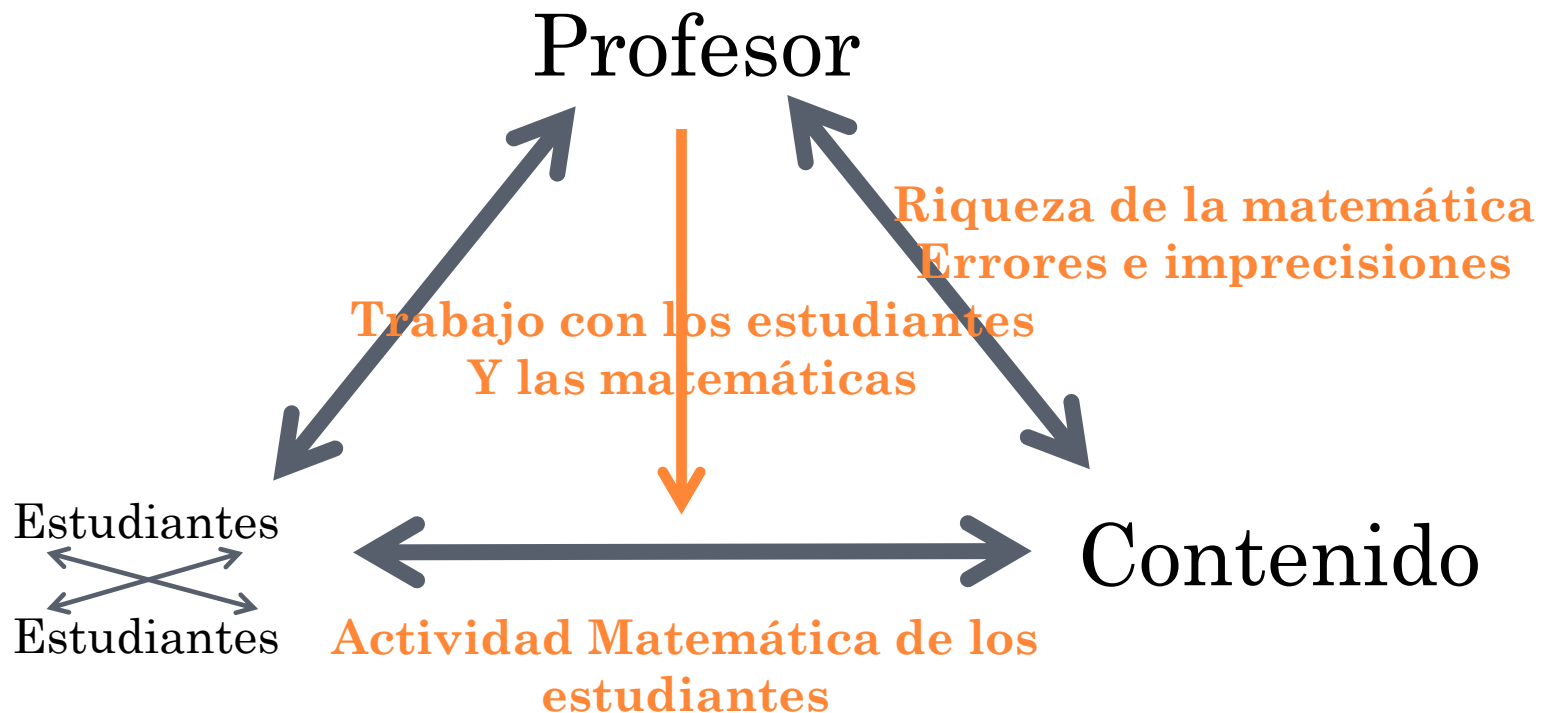 Profesor
Riqueza de la matemática
Errores e imprecisiones
Trabajo con los estudiantes
Y las matemáticas
Estudiantes
Estudiantes
Contenido
Actividad Matemática de los
estudiantes